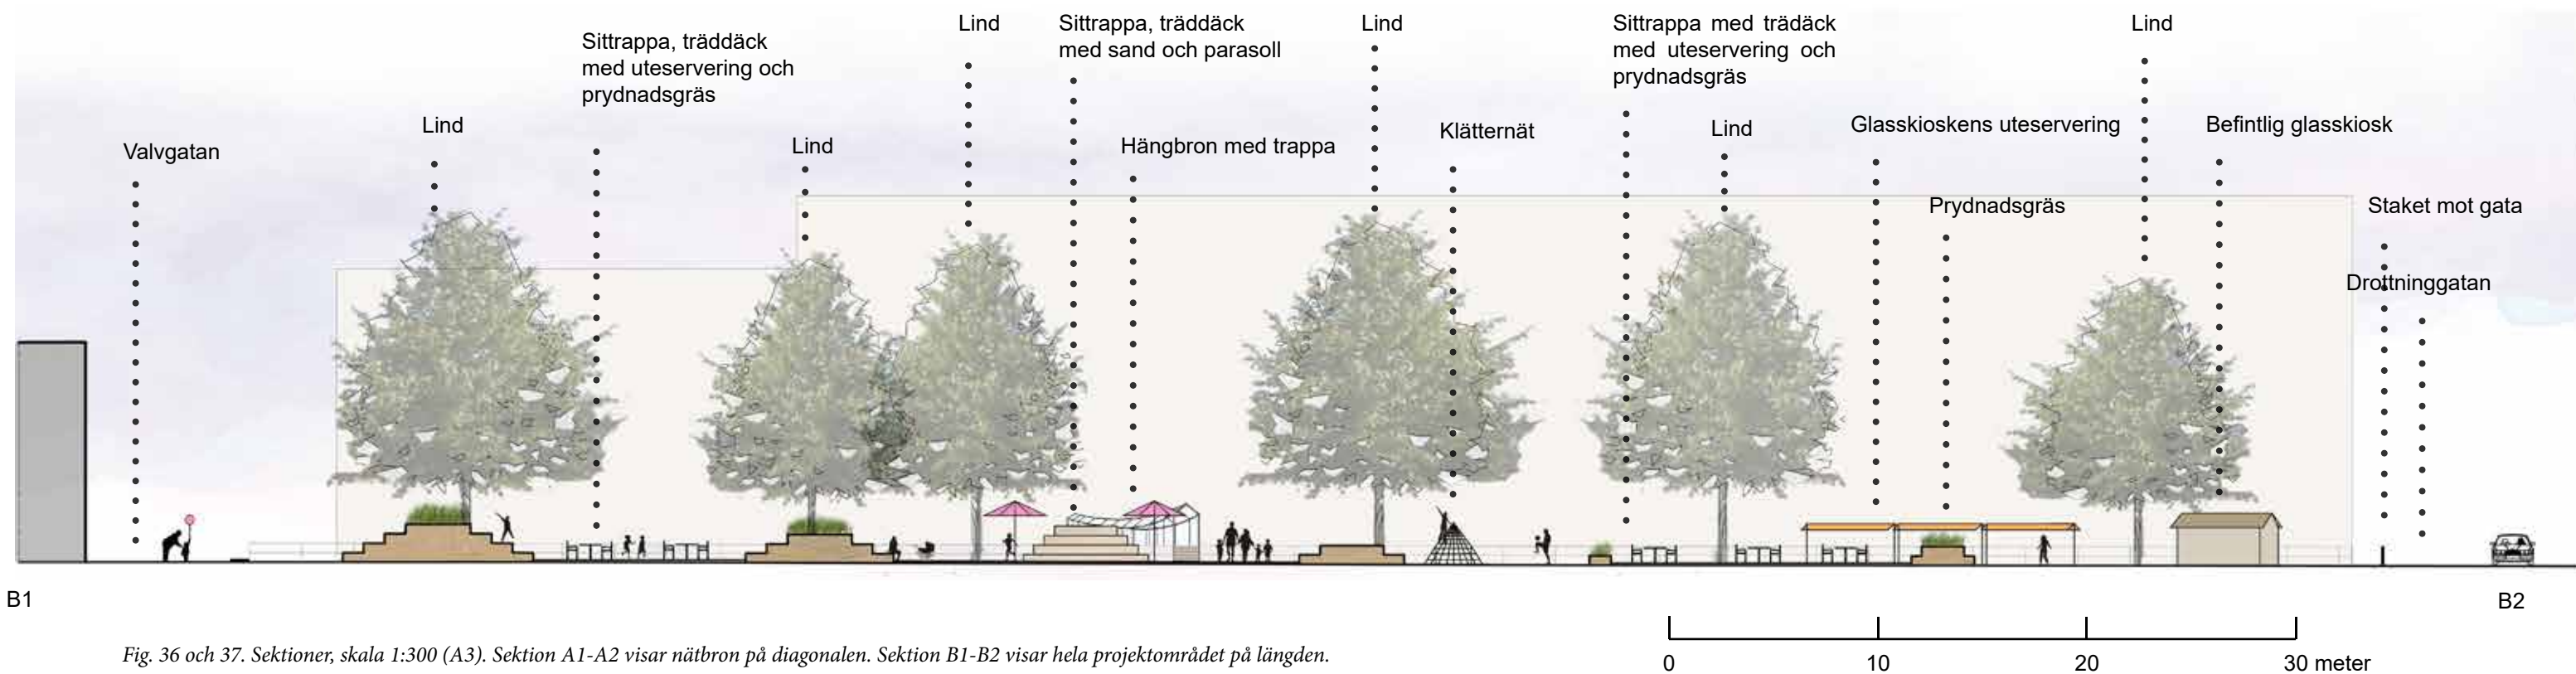 Valvgatan
Lind
Sittrappa, träddäck
med uteservering och
prydnadsgräs
Lind
Lind
Sittrappa, träddäck
med sand och parasoll
Hängbron med trappa
Lind
Klätternät
Sittrappa med trädäck
med uteservering och
prydnadsgräs
Lind
Glasskioskens uteservering
Prydnadsgräs
Lind
Befintlig glasskiosk
Staket mot gata
Drottninggatan
B1
B2
Fig. 36 och 37. Sektioner, skala 1:300 (A3). Sektion A1-A2 visar nätbron på diagonalen. Sektion B1-B2 visar hela projektområdet på längden.
0 10 20 30 meter